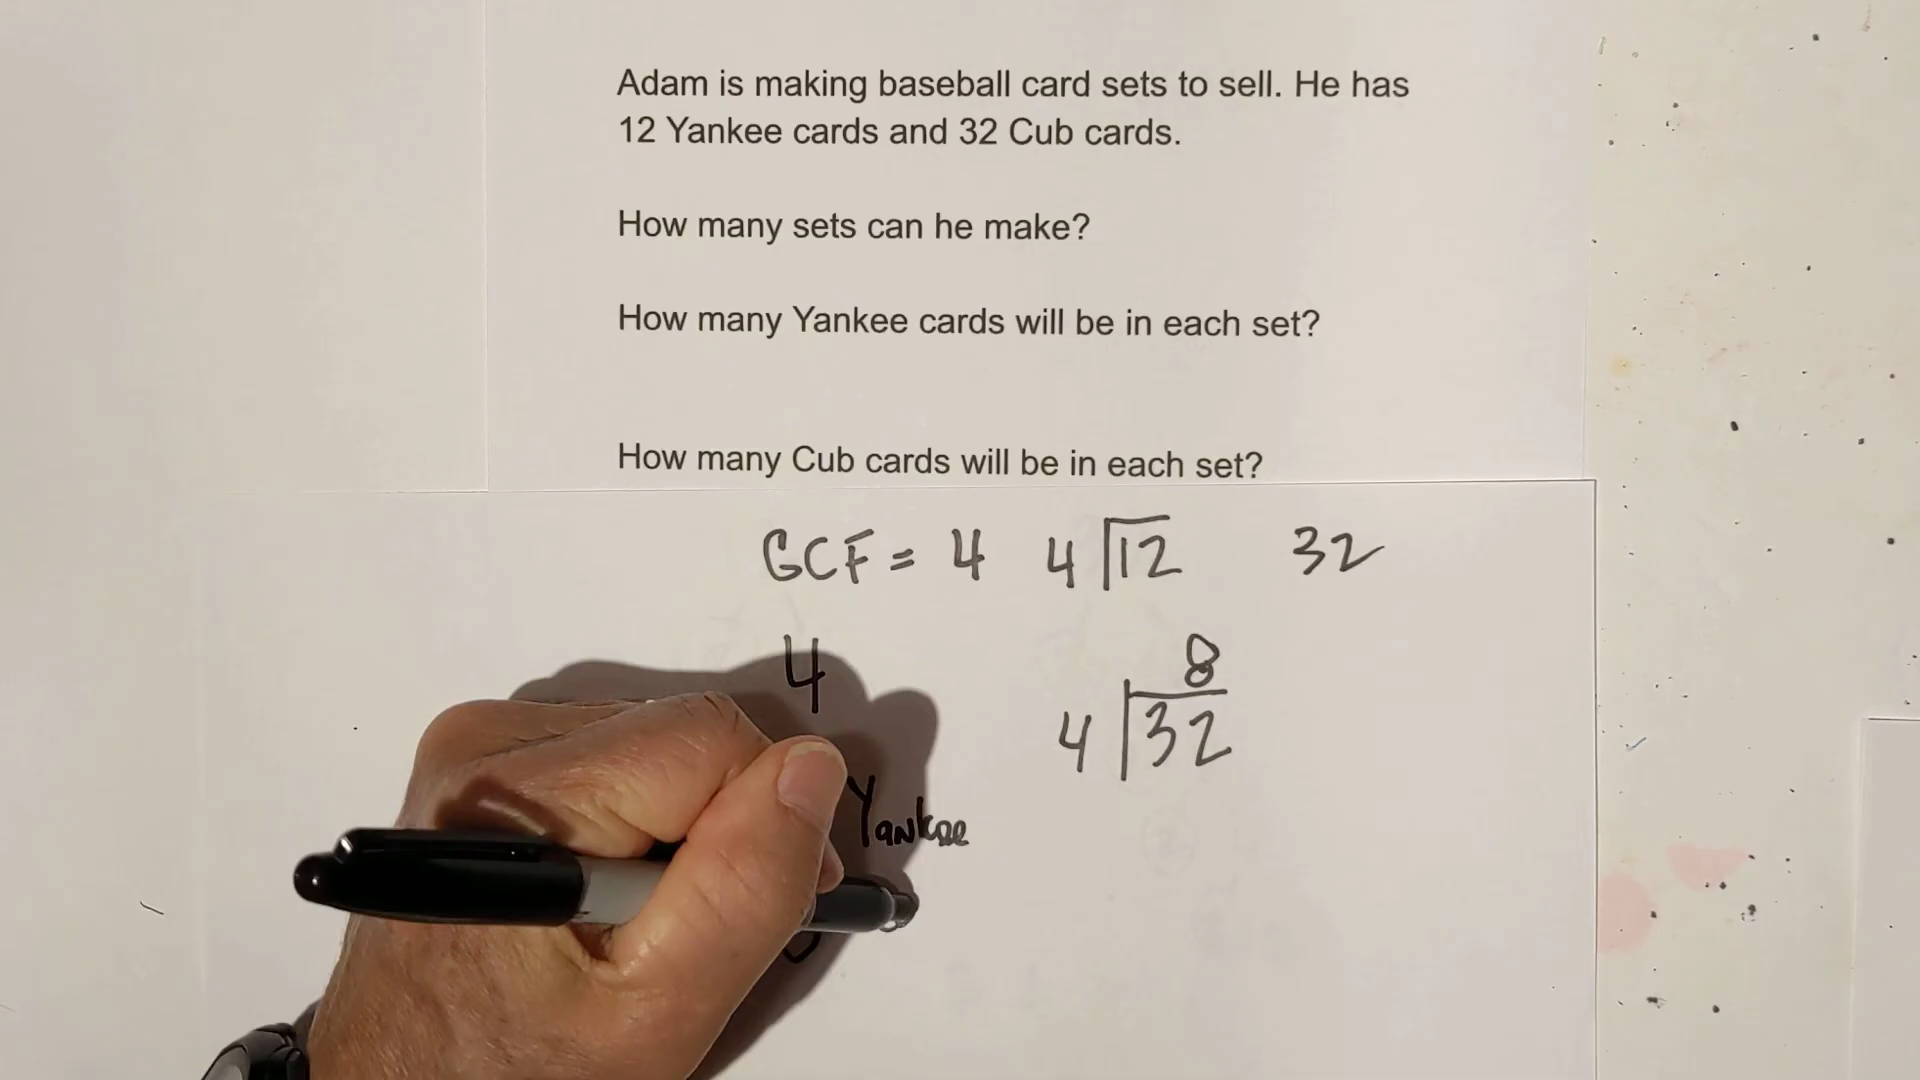 Adam is making baseball card sets to sell. He has
12 Yankee cards and 32 Cub cards.
How many sets can he make?
How many Yankee cards will be in each set?
How many Cub cards will be in each set?
GCF = 4 4 12 32
4
8
4 32
Yankee